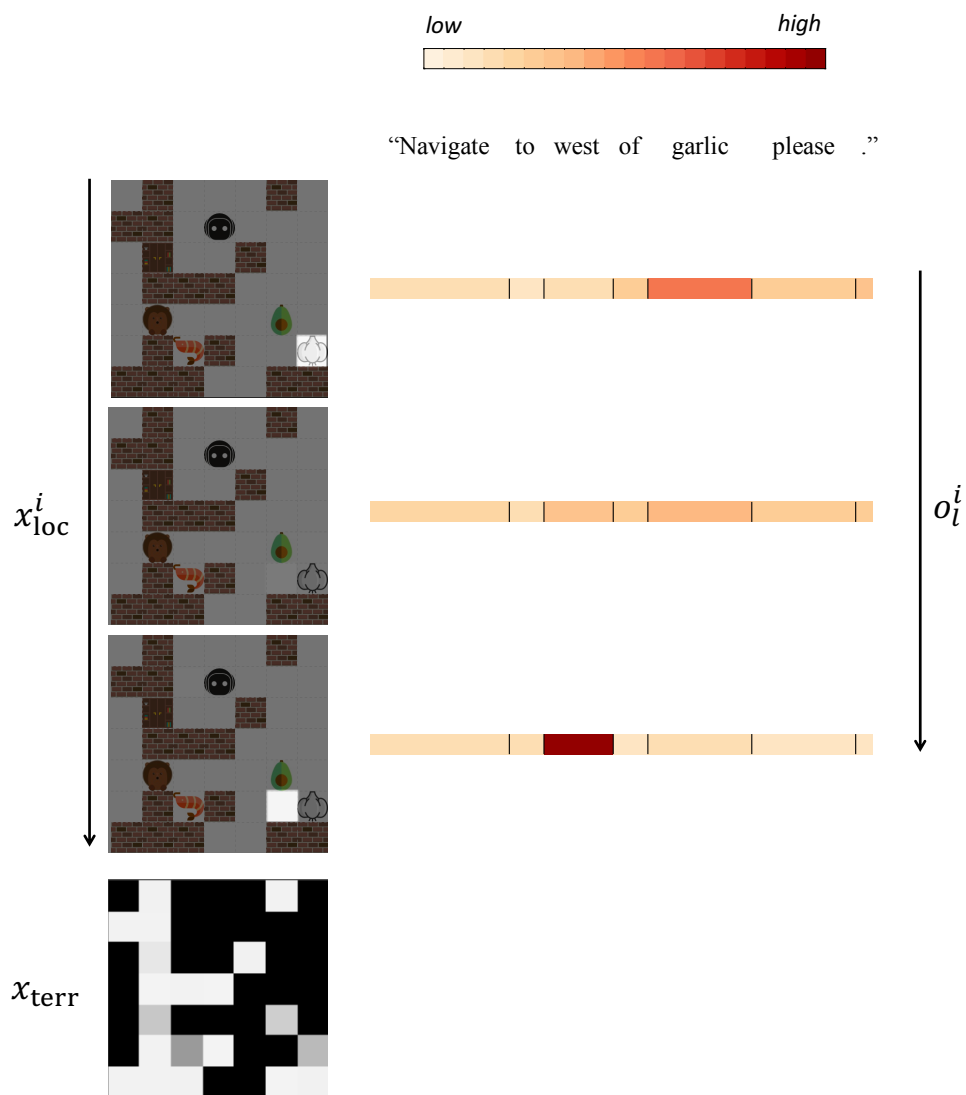 low high
“Navigate to west of garlic please .”
x_loc^i
o_l^i
x_terr